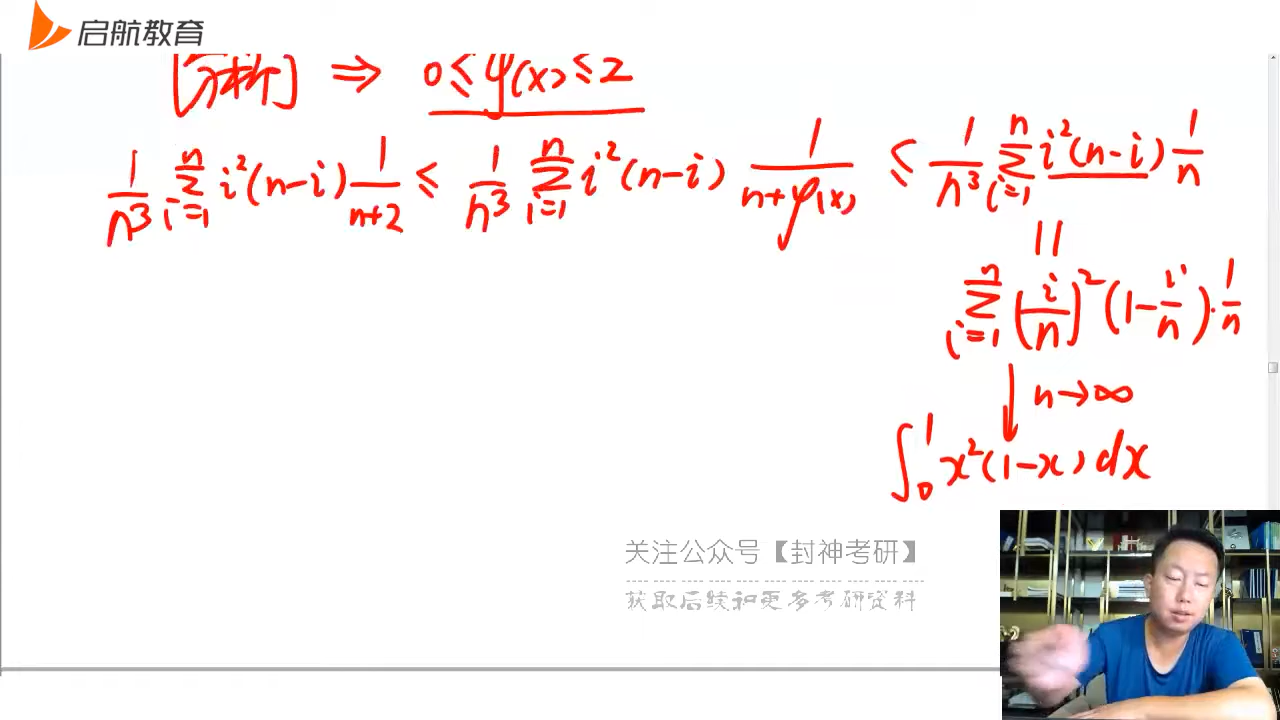 启航教育
[分析] ⇒ 0≤φ(x)≤2
1/n³ Σ_{i=1}^{n} i²(n-i) 1/(n+2) ≤ 1/n³ Σ_{i=1}^{n} i²(n-i) 1/(n+φ(x)) ≤ 1/n³ Σ_{i=1}^{n} i²(n-i) 1/n
||
Σ_{i=1}^{n} (i/n)² (1-i/n)·1/n
↓ n→∞
∫₀¹ x²(1-x)dx
关注公众号【封神考研】
获取后续和更多考研资料